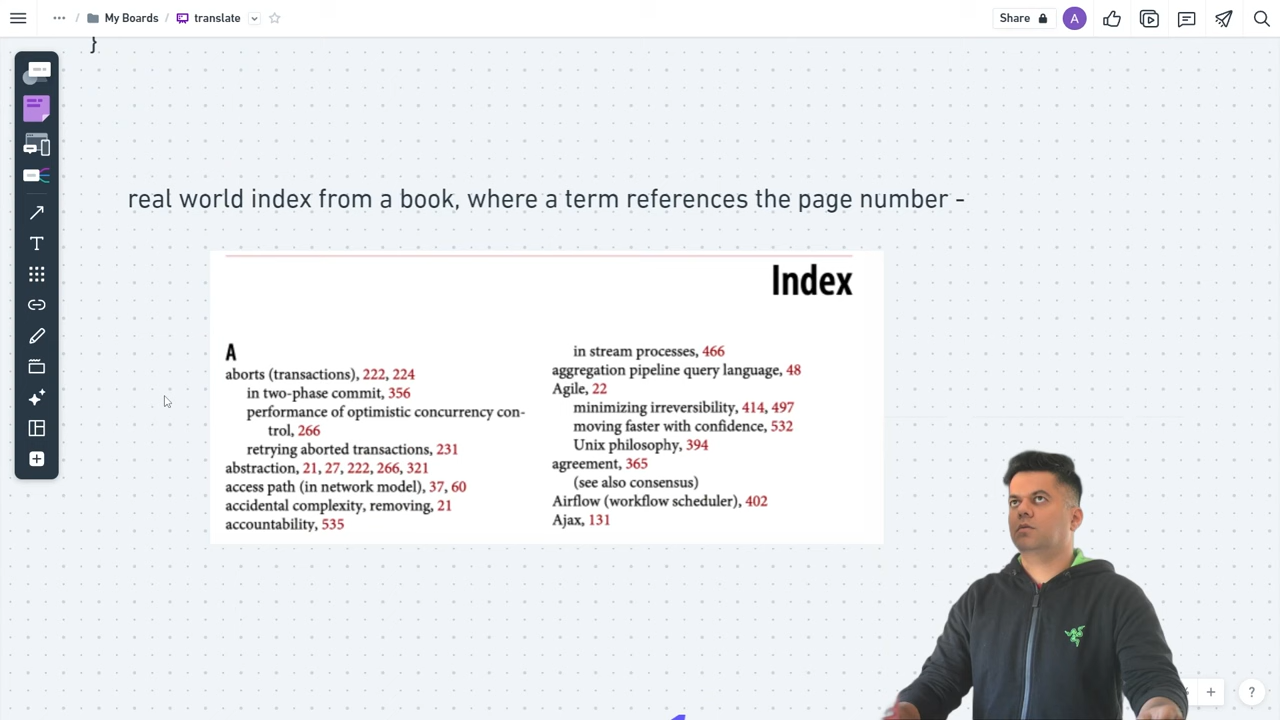 My Boards / translate
Share
A
}
real world index from a book, where a term references the page number -
Index
A
aborts (transactions), 222, 224
in two-phase commit, 356
performance of optimistic concurrency con-
trol, 266
retrying aborted transactions, 231
abstraction, 21, 27, 222, 266, 321
access path (in network model), 37, 60
accidental complexity, removing, 21
accountability, 535
in stream processes, 466
aggregation pipeline query language, 48
Agile, 22
minimizing irreversibility, 414, 497
moving faster with confidence, 532
Unix philosophy, 394
agreement, 365
(see also consensus)
Airflow (workflow scheduler), 402
Ajax, 131